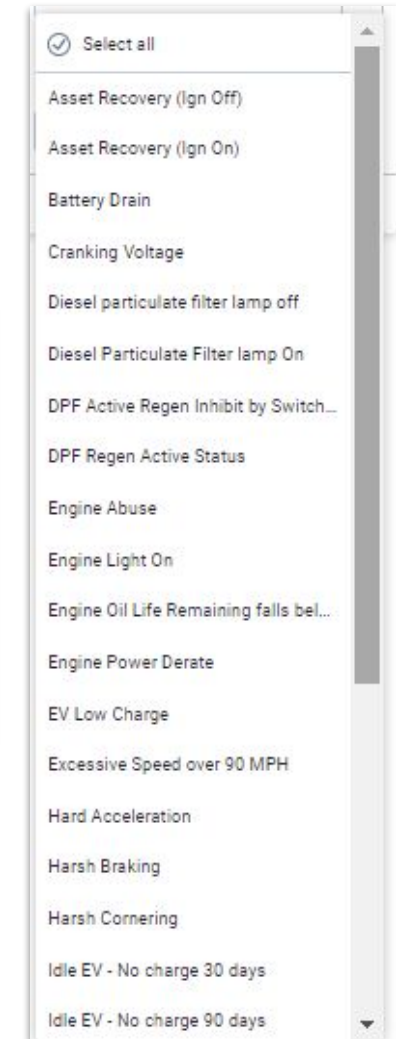 Select all
Asset Recovery (Ign Off)
Asset Recovery (Ign On)
Battery Drain
Cranking Voltage
Diesel particulate filter lamp off
Diesel Particulate Filter lamp On
DPF Active Regen Inhibit by Switch...
DPF Regen Active Status
Engine Abuse
Engine Light On
Engine Oil Life Remaining falls bel...
Engine Power Derate
EV Low Charge
Excessive Speed over 90 MPH
Hard Acceleration
Harsh Braking
Harsh Cornering
Idle EV - No charge 30 days
Idle EV - No charge 90 days